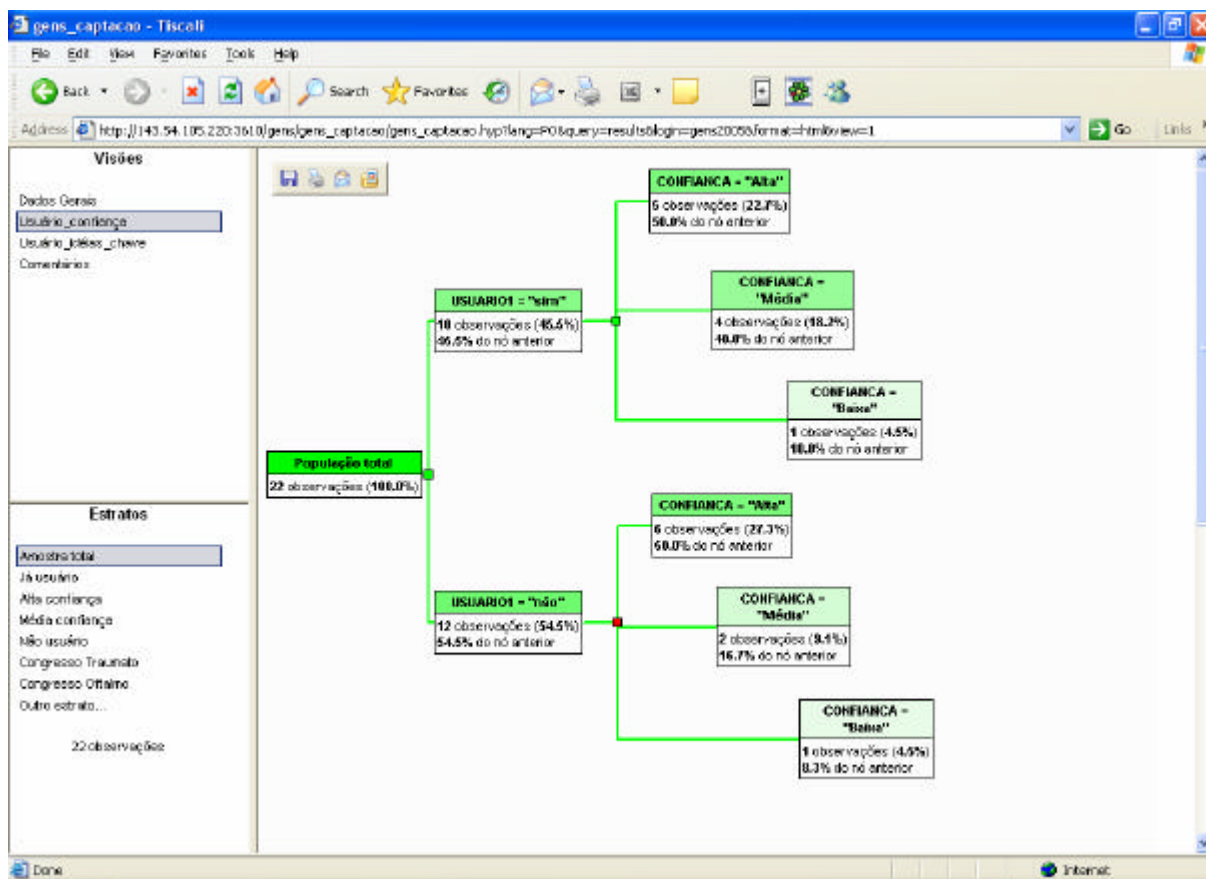 gens_captacao - Tiscali
File Edit View Favorites Tools Help
Back Search Favorites
Address http://143.54.105.220:3610/gens/gens_captacao/gens_captacao.hyp?lang=PO&query=results&login=gens2005&format=html&view=1 Go Links
Visões
Dados Gerais
Usuário_confiança
Usuário_idéias_chave
Comentários
Estratos
Amostra total
Já usuário
Alta confiança
Média confiança
Não usuário
Congresso Traumato
Congresso Oftalmo
Outro estrato...
22 observações
População total
22 observações (100.0%)
USUARIO1 = "sim"
10 observações (45.5%)
45.5% do nó anterior
CONFIANCA = "Alta"
5 observações (22.7%)
50.0% do nó anterior
CONFIANCA =
"Média"
4 observações (18.2%)
40.0% do nó anterior
CONFIANCA =
"Baixa"
1 observações (4.5%)
10.0% do nó anterior
USUARIO1 = "não"
12 observações (54.5%)
54.5% do nó anterior
CONFIANCA = "Alta"
6 observações (27.3%)
do nó anterior
CONFIANCA =
"Média"
2 observações (9.1%)
16.7% do nó anterior
CONFIANCA =
"Baixa"
1 observações (4.5%)
8.3% do nó anterior
Done Internet